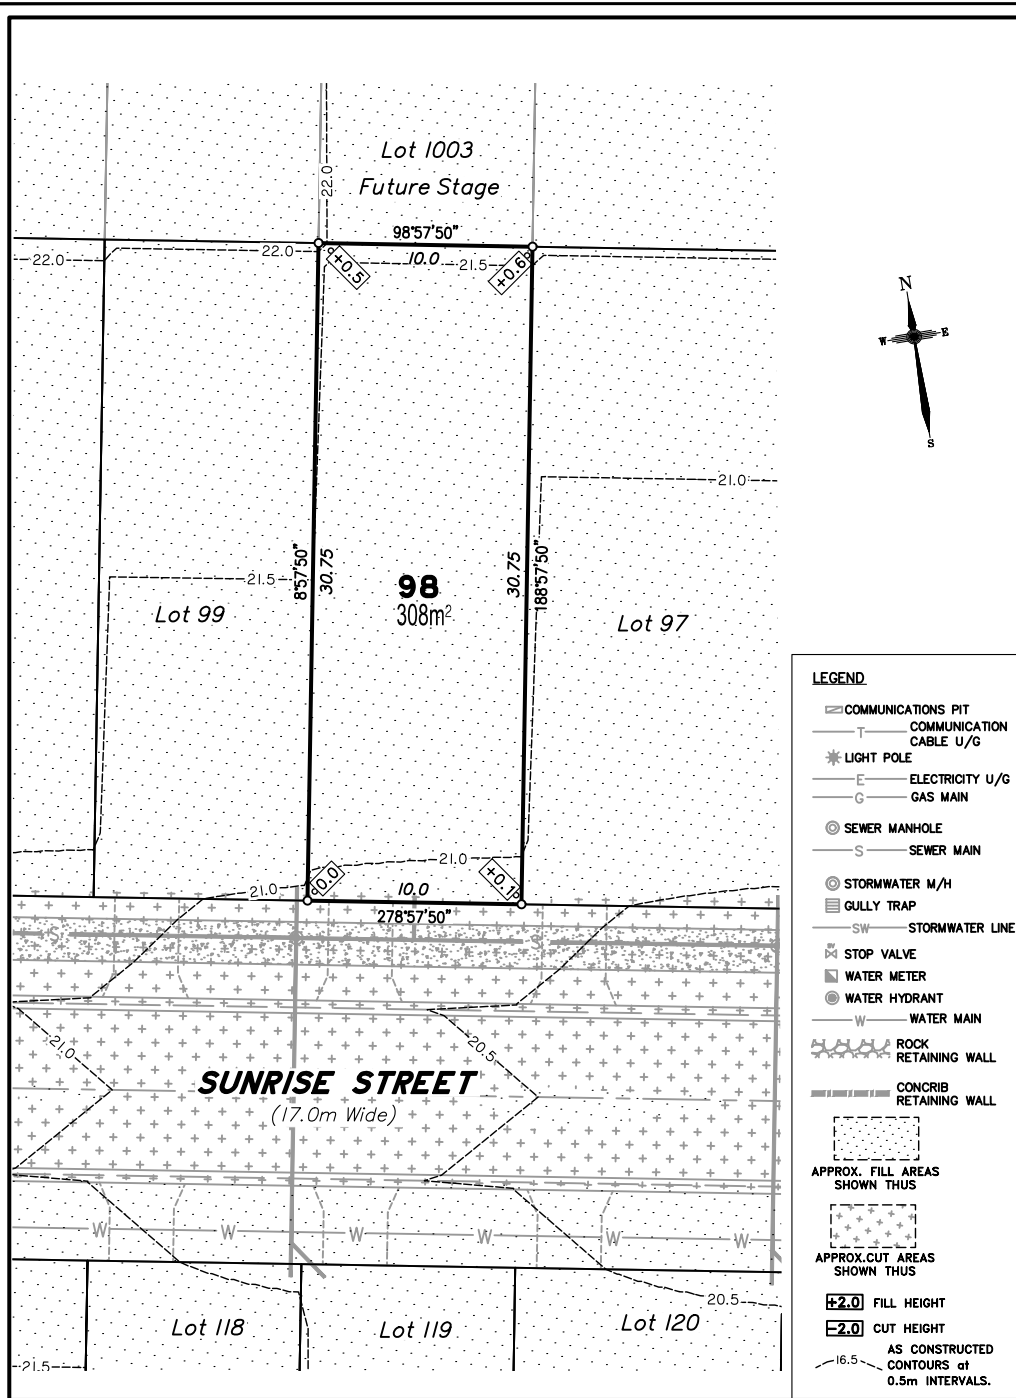 Lot 1003
Future Stage
22.0
98°57'50"
22.0
22.0
+0.5
10.0
21.5
+0.6
N
W
E
S
21.0
8°57'50"
30.75
30.75
188°57'50"
21.5
98
308m²
Lot 99
Lot 97
21.0
21.0
0.0
10.0
+0.1
278°57'50"
S
S
21.0
20.5
SUNRISE STREET
(17.0m Wide)
W
W
W
W
W
W
20.5
Lot 118
Lot 119
Lot 120
21.5
LEGEND
COMMUNICATIONS PIT
T
COMMUNICATION
CABLE U/G
LIGHT POLE
E
ELECTRICITY U/G
G
GAS MAIN
SEWER MANHOLE
S
SEWER MAIN
STORMWATER M/H
GULLY TRAP
SW
STORMWATER LINE
SV
STOP VALVE
WATER METER
WATER HYDRANT
W
WATER MAIN
ROCK
RETAINING WALL
CONCRIB
RETAINING WALL
APPROX. FILL AREAS
SHOWN THUS
APPROX.CUT AREAS
SHOWN THUS
+2.0 FILL HEIGHT
-2.0 CUT HEIGHT
16.5
AS CONSTRUCTED
CONTOURS at
0.5m INTERVALS.